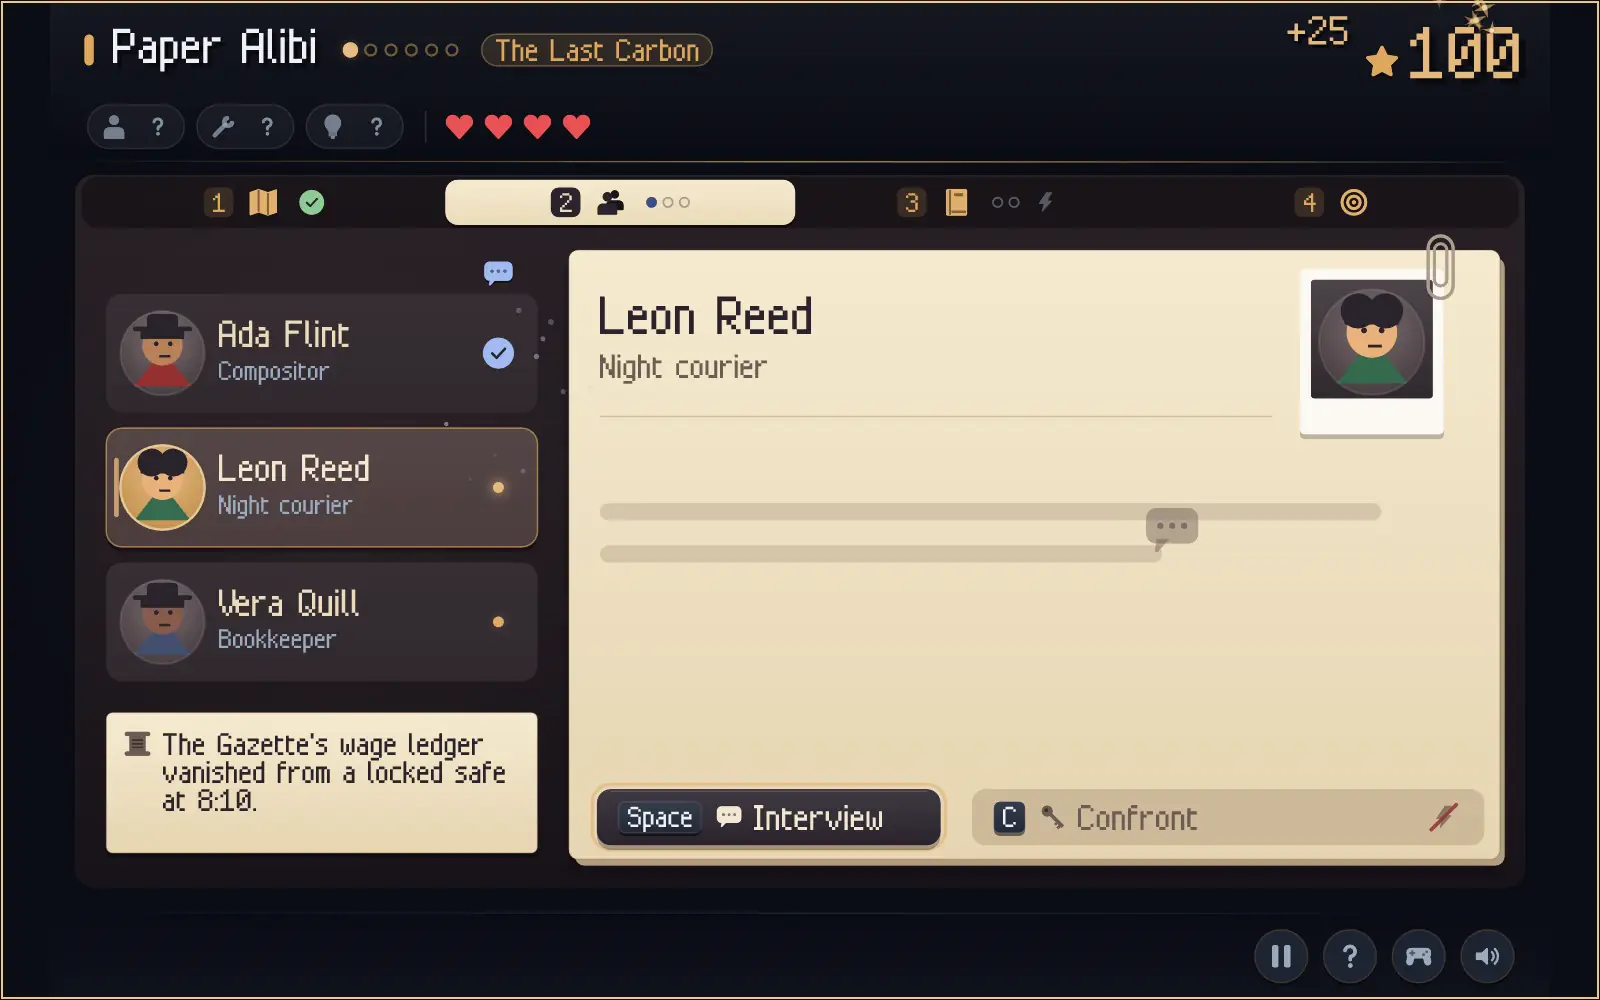 Paper Alibi
The Last Carbon
+25
100
?
?
?
1
2
3
4
Ada Flint
Compositor
Leon Reed
Night courier
Vera Quill
Bookkeeper
The Gazette's wage ledger
vanished from a locked safe
at 8:10.
Leon Reed
Night courier
Space Interview
C Confront
?